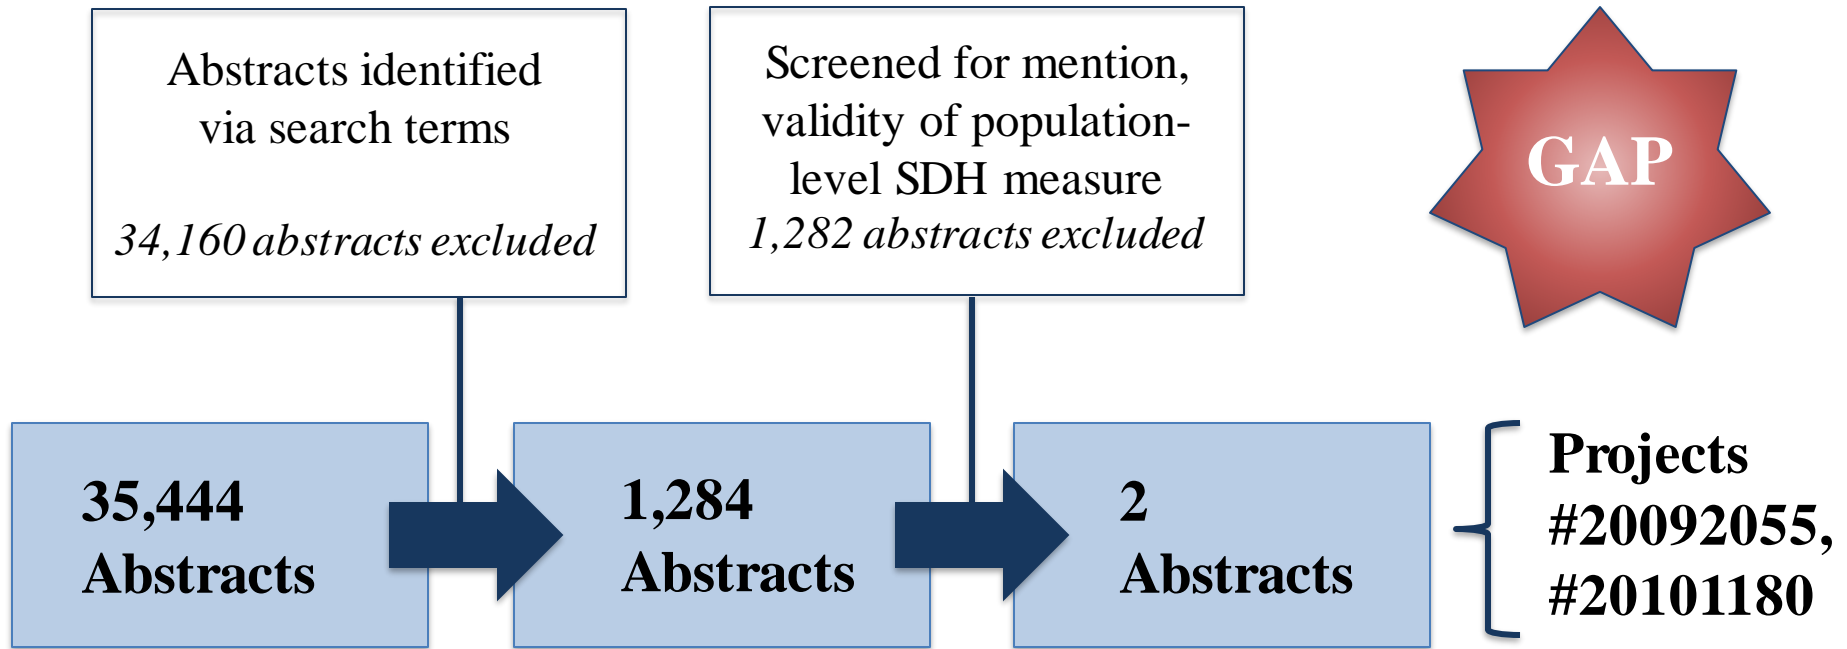 Abstracts identified
via search terms
34,160 abstracts excluded
Screened for mention,
validity of population-
level SDH measure
1,282 abstracts excluded
GAP
35,444
Abstracts
1,284
Abstracts
2
Abstracts
Projects
#20092055,
#20101180